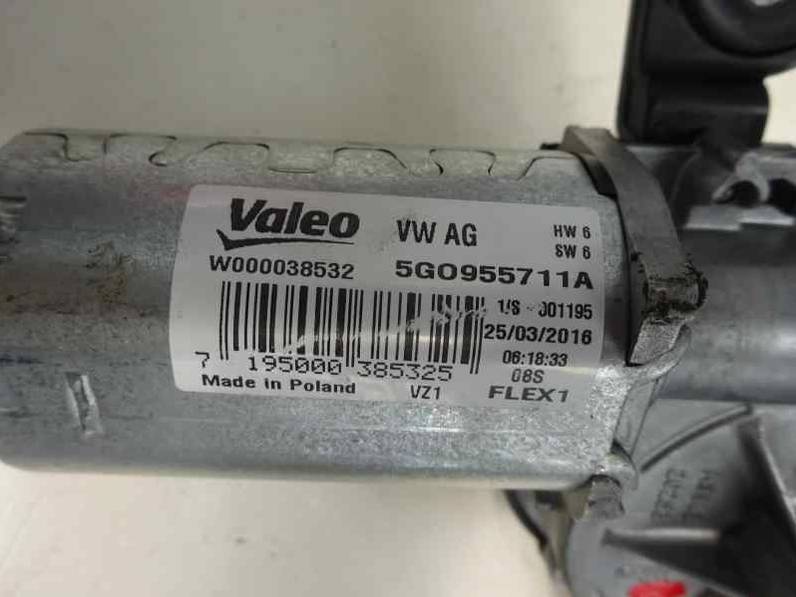 Valeo VW AG HW 6
SW 6
W000038532 5G0955711A
001195
25/03/2016
7 195000 385325 06:18:33
08S
Made in Poland VZ1 FLEX1